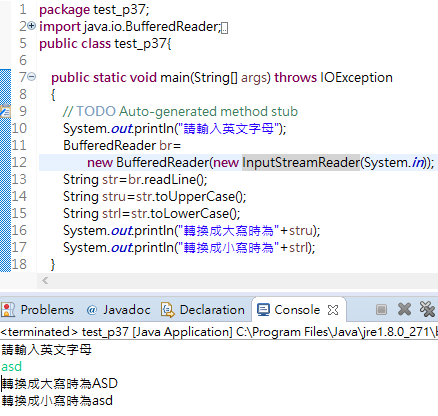 1 package test_p37;
2 import java.io.BufferedReader;
5 public class test_p37{
6
7 public static void main(String[] args) throws IOException
8 {
9 // TODO Auto-generated method stub
10 System.out.println("請輸入英文字母");
11 BufferedReader br=
12 new BufferedReader(new InputStreamReader(System.in));
13 String str=br.readLine();
14 String stru=str.toUpperCase();
15 String strl=str.toLowerCase();
16 System.out.println("轉換成大寫時為"+stru);
17 System.out.println("轉換成小寫時為"+strl);
18 }
Problems @ Javadoc Declaration Console
<terminated> test_p37 [Java Application] C:\Program Files\Java\jre1.8.0_271\b
請輸入英文字母
asd
轉換成大寫時為ASD
轉換成小寫時為asd